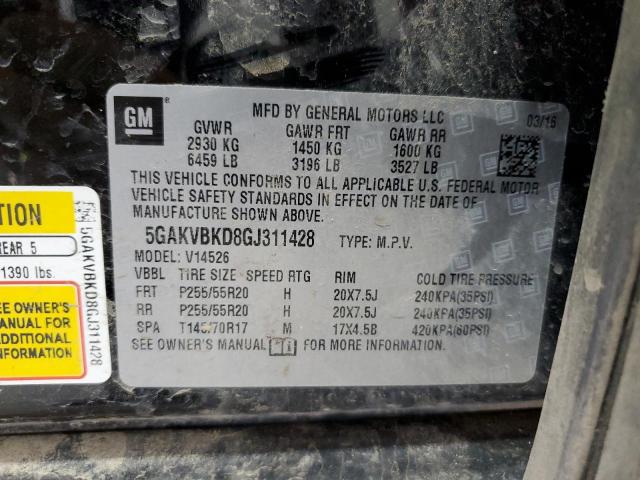 GM
MFD BY GENERAL MOTORS LLC
03/16
GVWR GAWR FRT GAWR RR
2930 KG 1450 KG 1600 KG
6459 LB 3196 LB 3527 LB
THIS VEHICLE CONFORMS TO ALL APPLICABLE U.S. FEDERAL MOTOR
VEHICLE SAFETY STANDARDS IN EFFECT ON THE DATE OF
MANUFACTURE SHOWN ABOVE.
5GAKVBKD8GJ311428 TYPE: M.P.V.
MODEL: V14526
VBBL TIRE SIZE SPEED RTG RIM COLD TIRE PRESSURE
FRT P255/55R20 H 20X7.5J 240KPA(35PSI)
RR P255/55R20 H 20X7.5J 240KPA(35PSI)
SPA 17X4.5B M 420KPA(60PSI)
SEE OWNER'S MANUAL FOR MORE INFORMATION.
TION
REAR 5
1390 lbs.
EE OWNER'S
MANUAL FOR
ADDITIONAL
FORMATION
5GAKVBKD8GJ311428